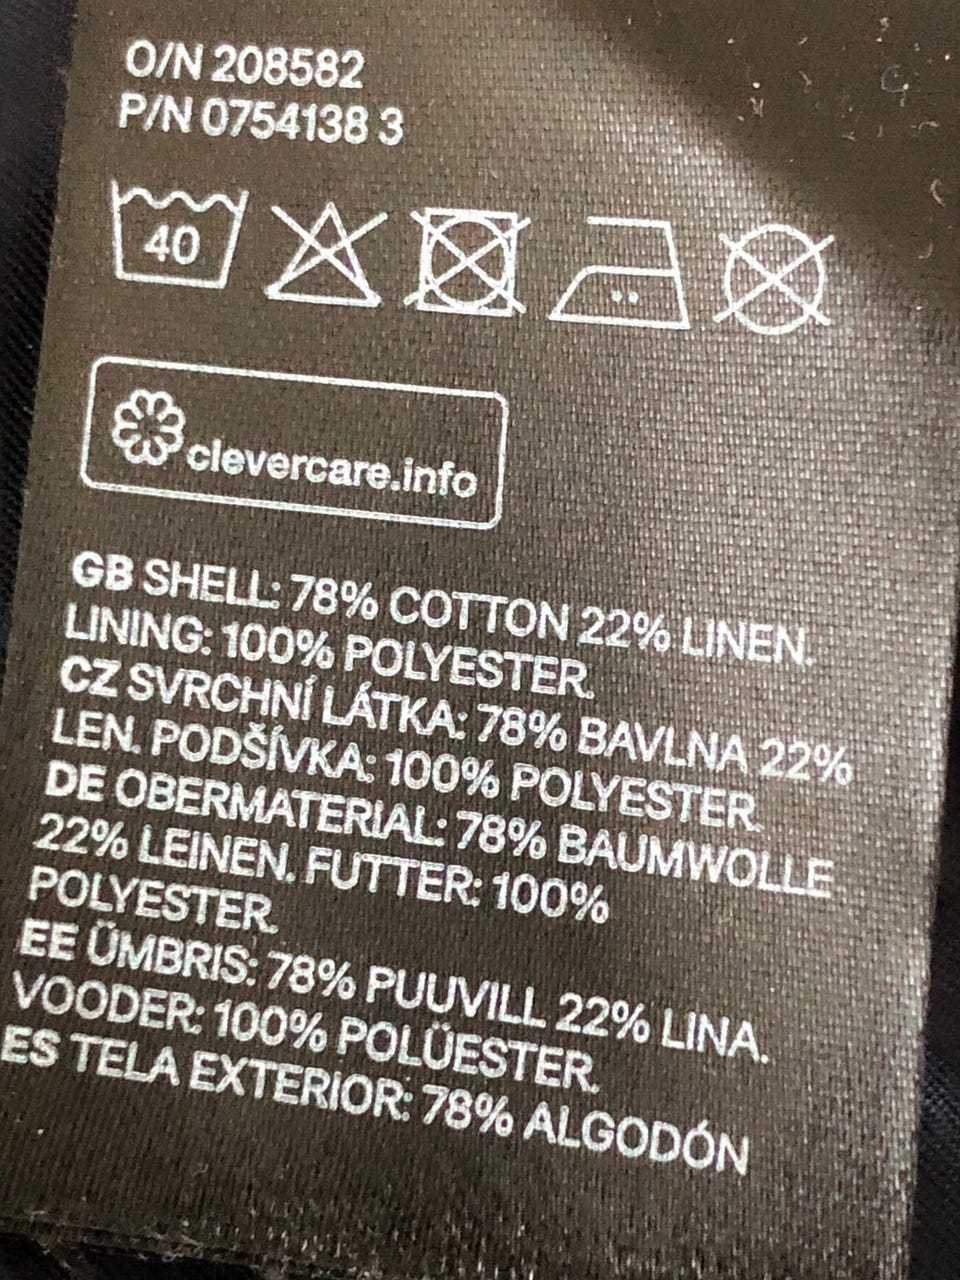 O/N 208582
P/N 0754138 3
40
clevercare.info
GB SHELL: 78% COTTON 22% LINEN.
LINING: 100% POLYESTER.
CZ SVRCHNÍ LÁTKA: 78% BAVLNA 22%
LEN. PODŠÍVKA: 100% POLYESTER.
DE OBERMATERIAL: 78% BAUMWOLLE
22% LEINEN. FUTTER: 100%
POLYESTER.
EE ÜMBRIS: 78% PUUVILL 22% LINA.
VOODER: 100% POLÜESTER.
ES TELA EXTERIOR: 78% ALGODÓN